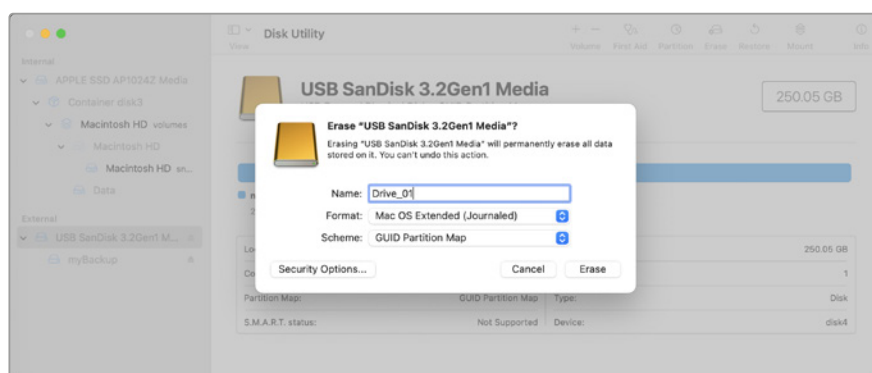 Disk Utility
View
Volume First Aid Partition Erase Restore Mount Info
Internal
APPLE SSD AP1024Z Media
Container disk3
Macintosh HD volumes
Macintosh HD
Macintosh HD sn...
Data
External
USB SanDisk 3.2Gen1 M...
myBackup
USB SanDisk 3.2Gen1 Media
250.05 GB
Erase “USB SanDisk 3.2Gen1 Media”?
Erasing “USB SanDisk 3.2Gen1 Media” will permanently erase all data
stored on it. You can't undo this action.
Name: Drive_01
Format: Mac OS Extended (Journaled)
Scheme: GUID Partition Map
Security Options... Cancel Erase
250.05 GB
1
Partition Map: GUID Partition Map Type: Disk
S.M.A.R.T. status: Not Supported Device: disk4